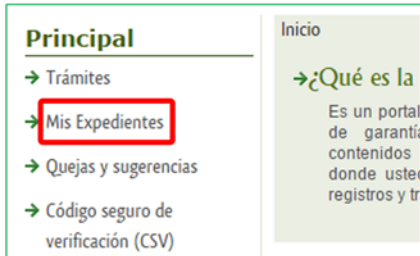 Principal
Trámites
Mis Expedientes
Quejas y sugerencias
Código seguro de
verificación (CSV)
Inicio
¿Qué es la
Es un portal
de garantía
contenidos
donde usted
registros y tr